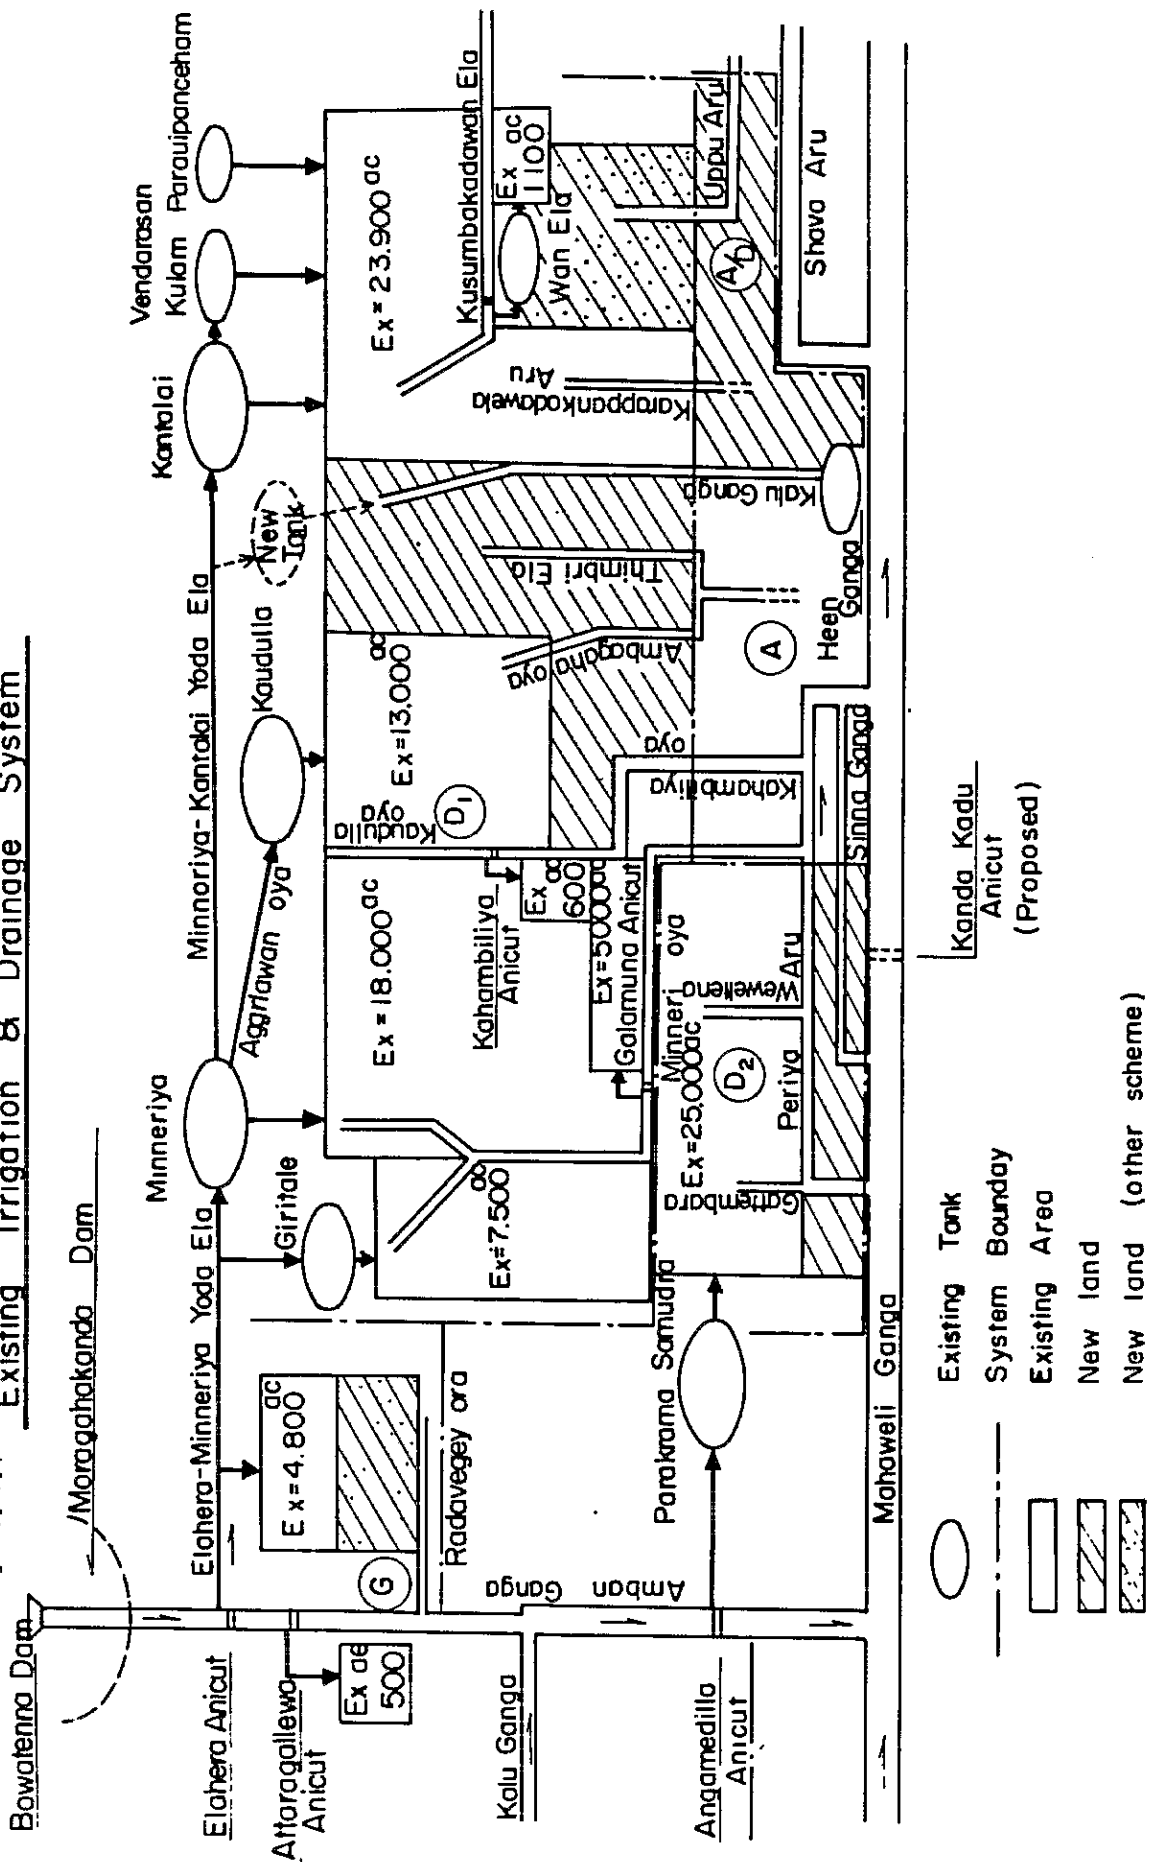 Existing Irrigation & Drainage System
Bowatenna Dam
Moragahakanda Dam
Elahera Anicut
Elahera-Minneriya Yoda Ela
Minneriya
Minnoriya-Kantalai Yoda Ela
Kantalai
Vendarasan
Kulam
Parauipanceham
Aggriawan oya
Kaudulla
New
Tank
Giritale
Attaragallewa
Anicut
Ex ac
500
Ex=4.800 ac
G
Radavegey ora
Ex=7.500 ac
Ex=18.000 ac
Kaudulla
oya
Ex=13.000 ac
D1
Ex=23.900 ac
Kusumbakadawan Ela
Ex ac
1100
Wan Ela
Kahambiliya
Anicut
Ex ac
600
Ex=5000 ac
Galamuna Anicut
Minneri oya
Ambagaha oya
Thimbri Ela
Kalu Ganga
Karappankadawela
Aru
Uppu Aru
A/D
Shava Aru
Kalu Ganga
Amban
Ganga
Angamedilla
Anicut
Parakrama Samudra
Ex=25.000 ac
D2
Gattembara
Periya Aru
Wewellena
Kahambiliya
oya
A
Heen
Ganga
Sinna Ganga
Mahaweli Ganga
Kanda Kadu
Anicut
(Proposed)
Existing Tank
System Bounday
Existing Area
New land
New land (other scheme)